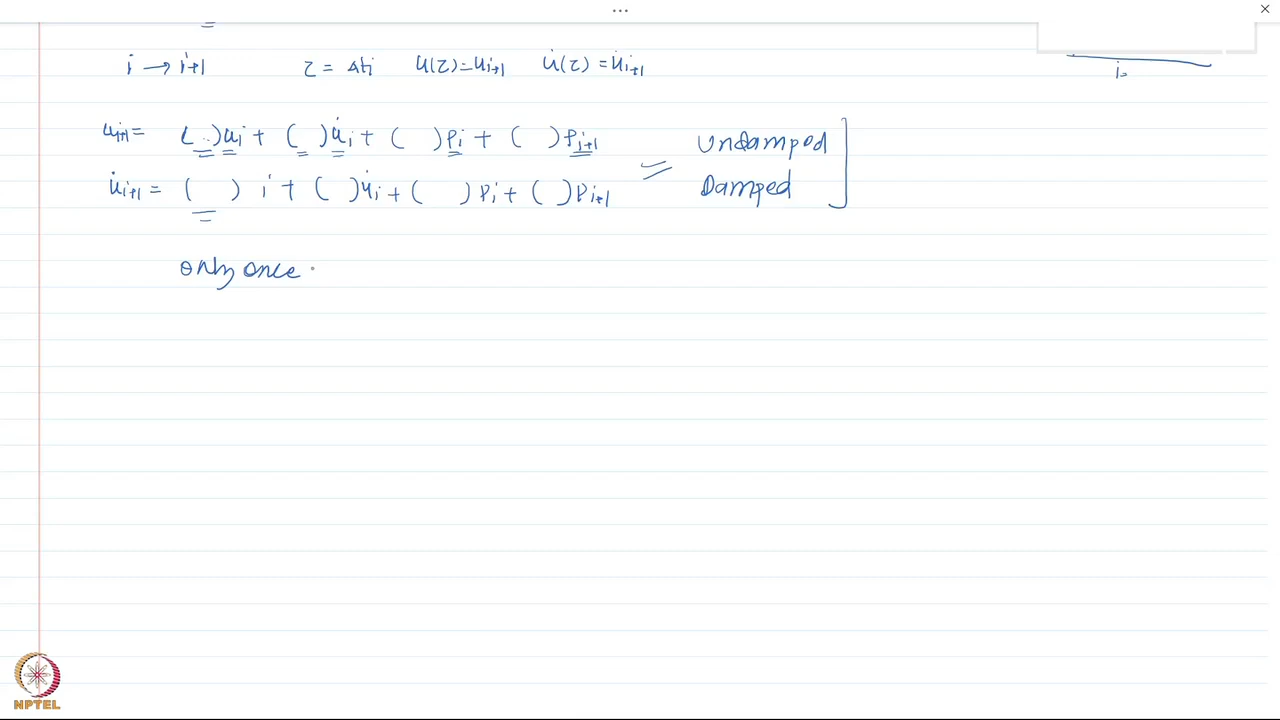 i → i+1 τ = Δti u(τ)=ui+1 u̇(τ) = u̇i+1
ui+1 = ( )ui + ( )u̇i + ( )pi + ( )pi+1 Undamped
u̇i+1 = ( ) i + ( )u̇i + ( )pi + ( )pi+1 Damped
only once
NPTEL